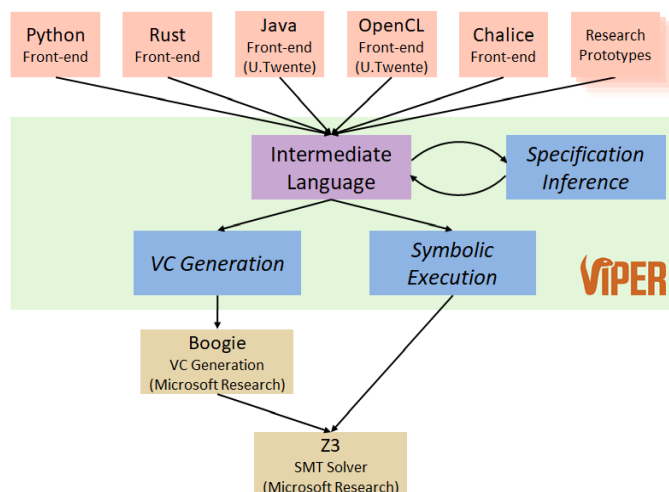 Python
Front-end
Rust
Front-end
Java
Front-end
(U.Twente)
OpenCL
Front-end
(U.Twente)
Chalice
Front-end
Research
Prototypes
Intermediate
Language
Specification
Inference
VC Generation
Symbolic
Execution
VIPER
Boogie
VC Generation
(Microsoft Research)
Z3
SMT Solver
(Microsoft Research)